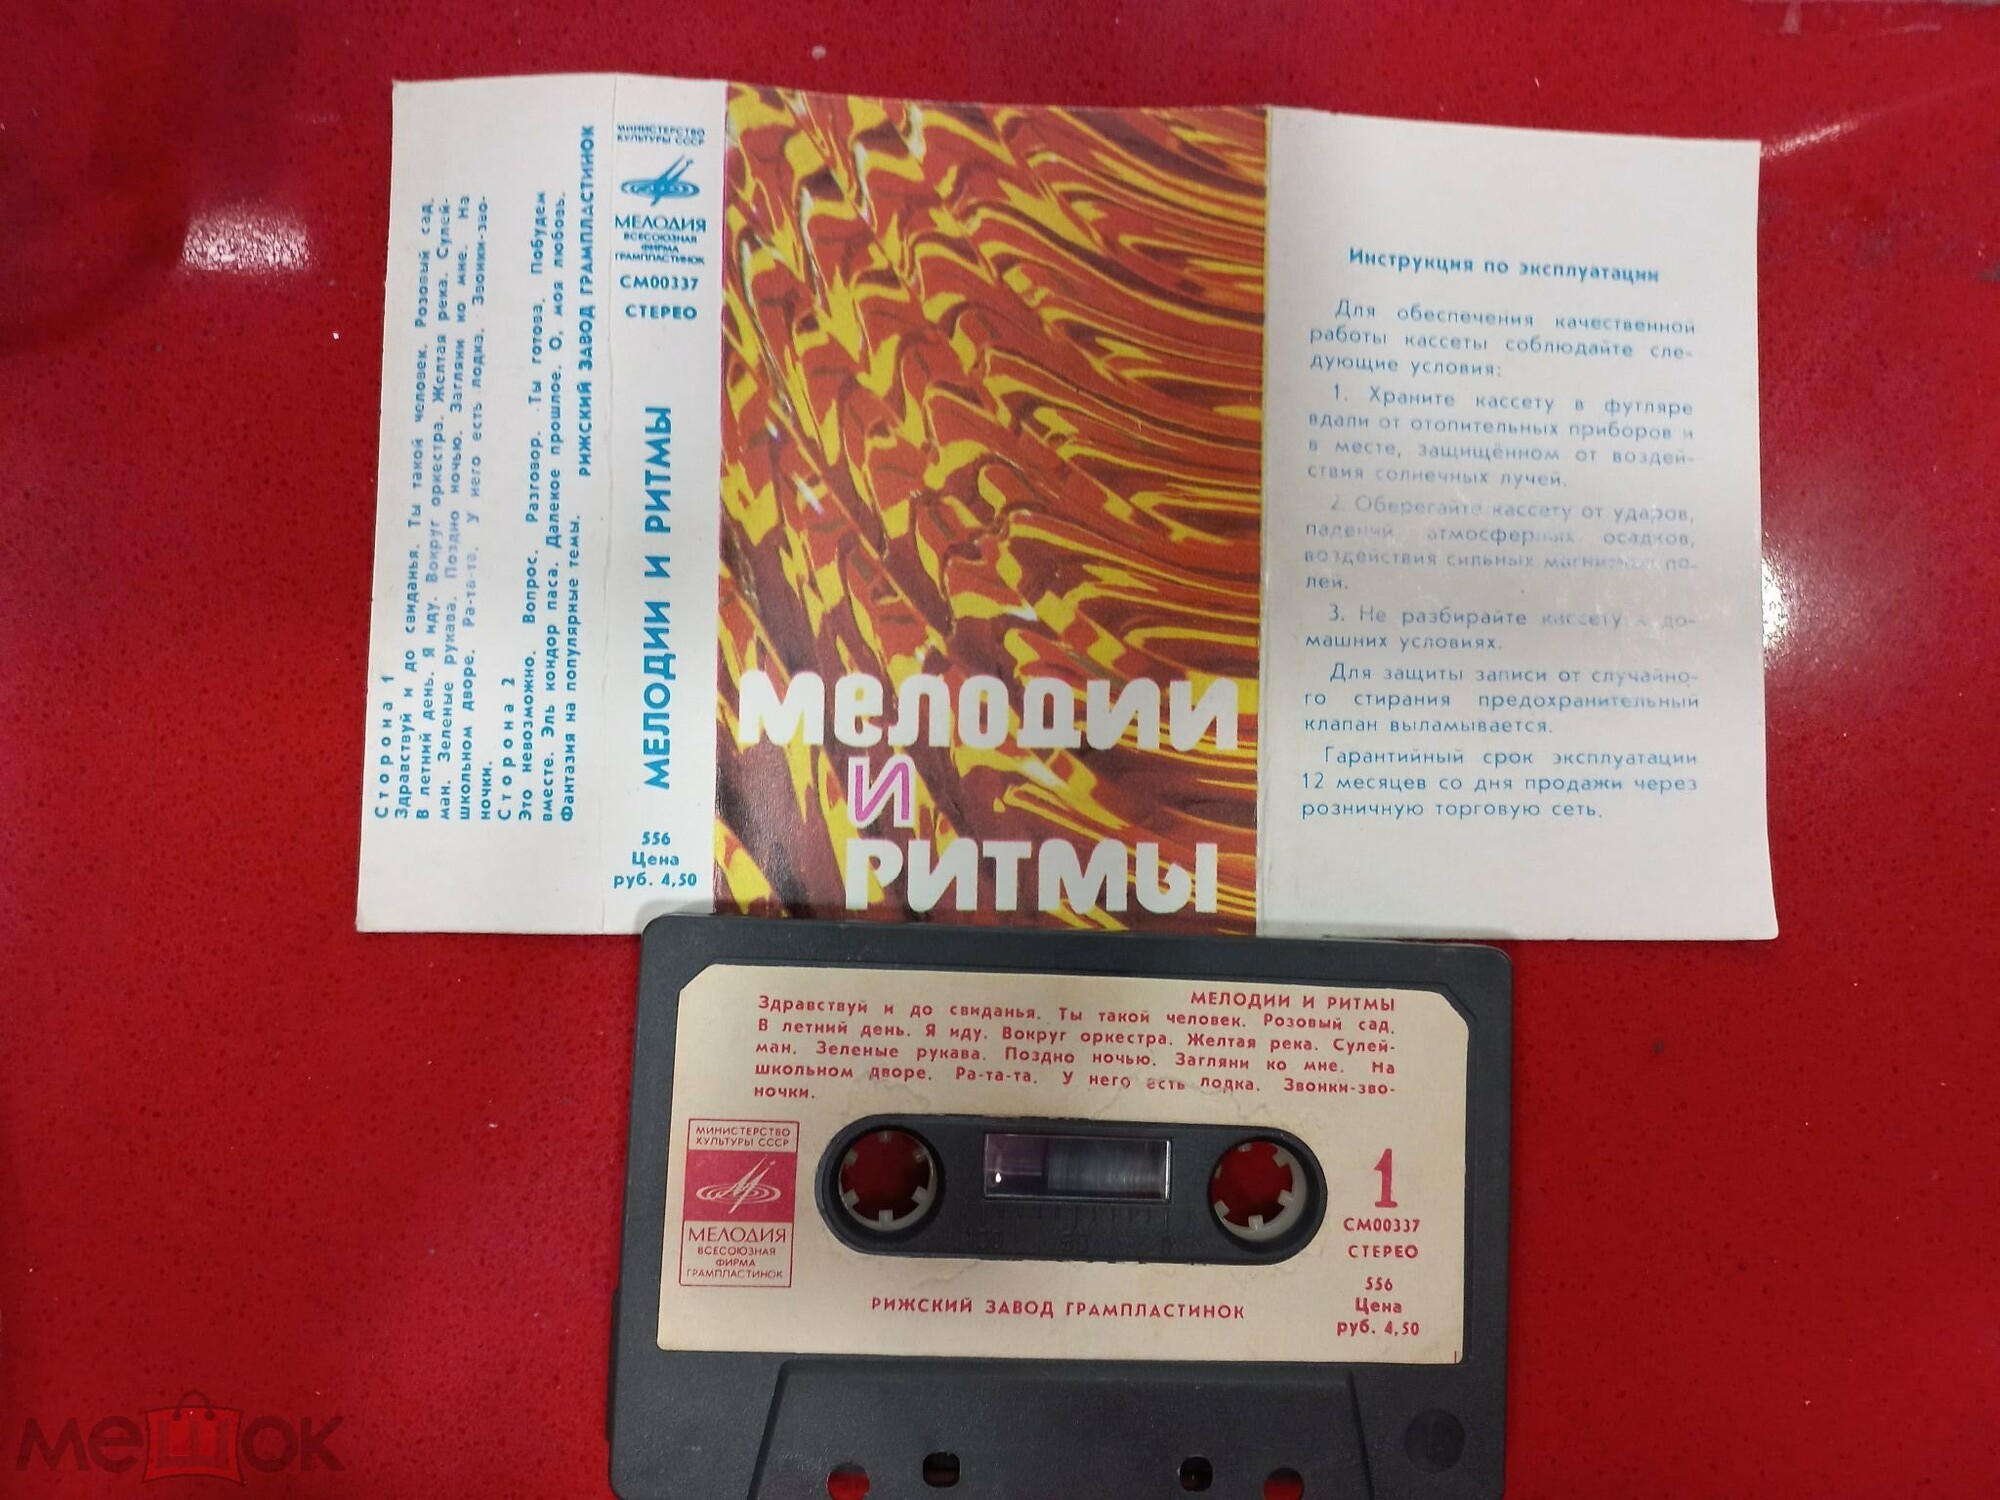 Сторона 1
Здравствуй и до свиданья. Ты такой человек. Розовый сад.
В летний день. Я иду. Вокруг оркестра. Желтая река. Сулей-
ман. Зеленые рукава. Поздно ночью. Загляни ко мне. На
школьном дворе. Ра-та-та. У него есть лодка. Звонки-зво-
ночки.
Сторона 2
Это невозможно. Вопрос. Разговор. Ты готова. Побудем
вместе. Эль кондор паса. Далекое прошлое. О, моя любовь.
Фантазия на популярные темы.
РИЖСКИЙ ЗАВОД ГРАМПЛАСТИНОК
МИНИСТЕРСТВО
КУЛЬТУРЫ СССР
МЕЛОДИЯ
ВСЕСОЮЗНАЯ
ФИРМА
ГРАМПЛАСТИНОК
СМ00337
СТЕРЕО
МЕЛОДИИ И РИТМЫ
556
Цена
руб. 4,50
мелодии
и
ритмы
Инструкция по эксплуатации
Для обеспечения качественной
работы кассеты соблюдайте сле-
дующие условия:
1. Храните кассету в футляре
вдали от отопительных приборов и
в месте, защищённом от воздей-
ствия солнечных лучей.
2. Оберегайте кассету от ударов,
падений, атмосферных осадков,
воздействия сильных магнитных по-
лей.
3. Не разбирайте кассету в до-
машних условиях.
Для защиты записи от случайно-
го стирания предохранительный
клапан выламывается.
Гарантийный срок эксплуатации
12 месяцев со дня продажи через
розничную торговую сеть.
МЕЛОДИИ И РИТМЫ
Здравствуй и до свиданья. Ты такой человек. Розовый сад.
В летний день. Я иду. Вокруг оркестра. Желтая река. Сулей-
ман. Зеленые рукава. Поздно ночью. Загляни ко мне. На
школьном дворе. Ра-та-та. У него есть лодка. Звонки-зво-
ночки.
МИНИСТЕРСТВО
КУЛЬТУРЫ СССР
МЕЛОДИЯ
ВСЕСОЮЗНАЯ
ФИРМА
ГРАМПЛАСТИНОК
1
СМ00337
СТЕРЕО
556
Цена
руб. 4,50
РИЖСКИЙ ЗАВОД ГРАМПЛАСТИНОК
мешок